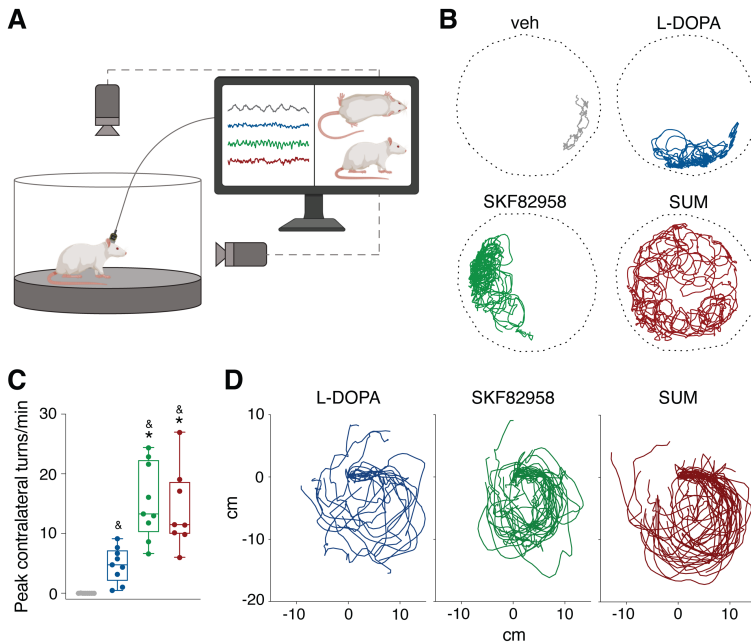 A
B
veh
L-DOPA
SKF82958
SUM
C
Peak contralateral turns/min
30
20
10
0
&
&
*
&
*
D
L-DOPA
SKF82958
SUM
10
0
-10
-20
cm
-10 0 10
-10 0 10
-10 0 10
cm